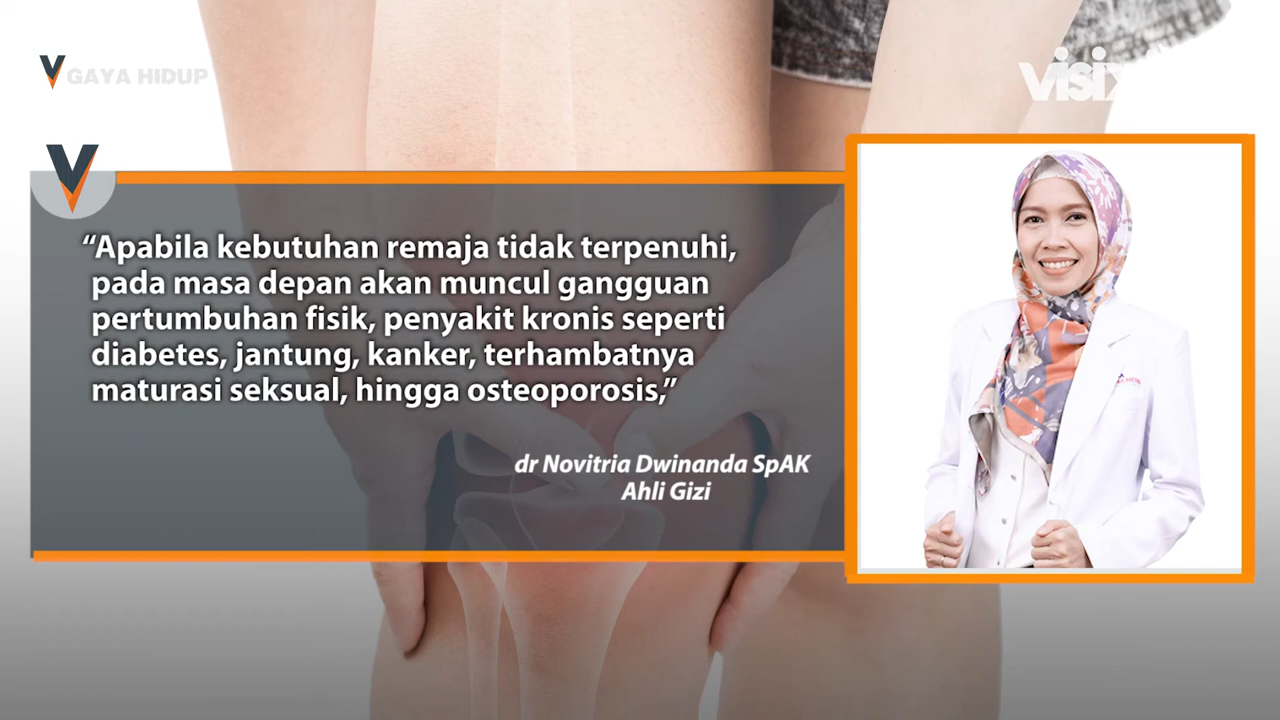 GAYA HIDUP
“Apabila kebutuhan remaja tidak terpenuhi,
pada masa depan akan muncul gangguan
pertumbuhan fisik, penyakit kronis seperti
diabetes, jantung, kanker, terhambatnya
maturasi seksual, hingga osteoporosis,”
dr Novitria Dwinanda SpAK
Ahli Gizi